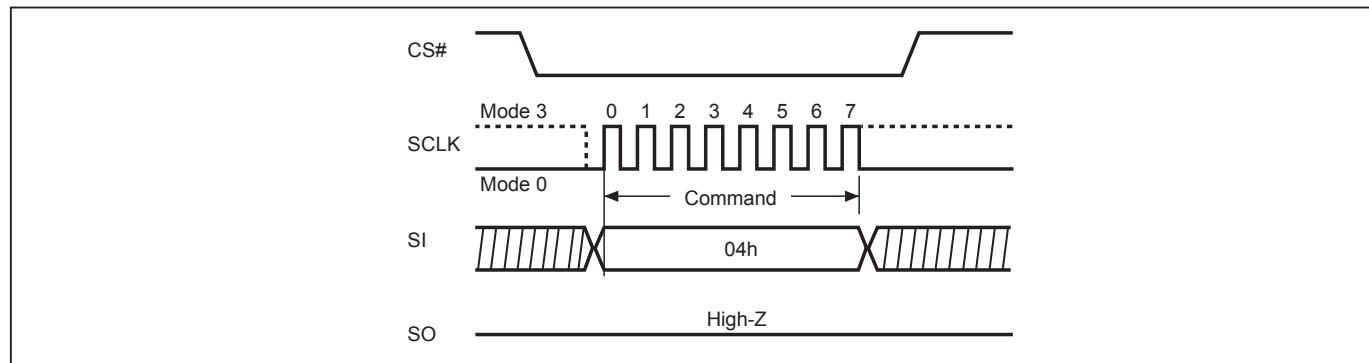 CS#
Mode 3 0 1 2 3 4 5 6 7
SCLK
Mode 0
Command
SI
04h
High-Z
SO